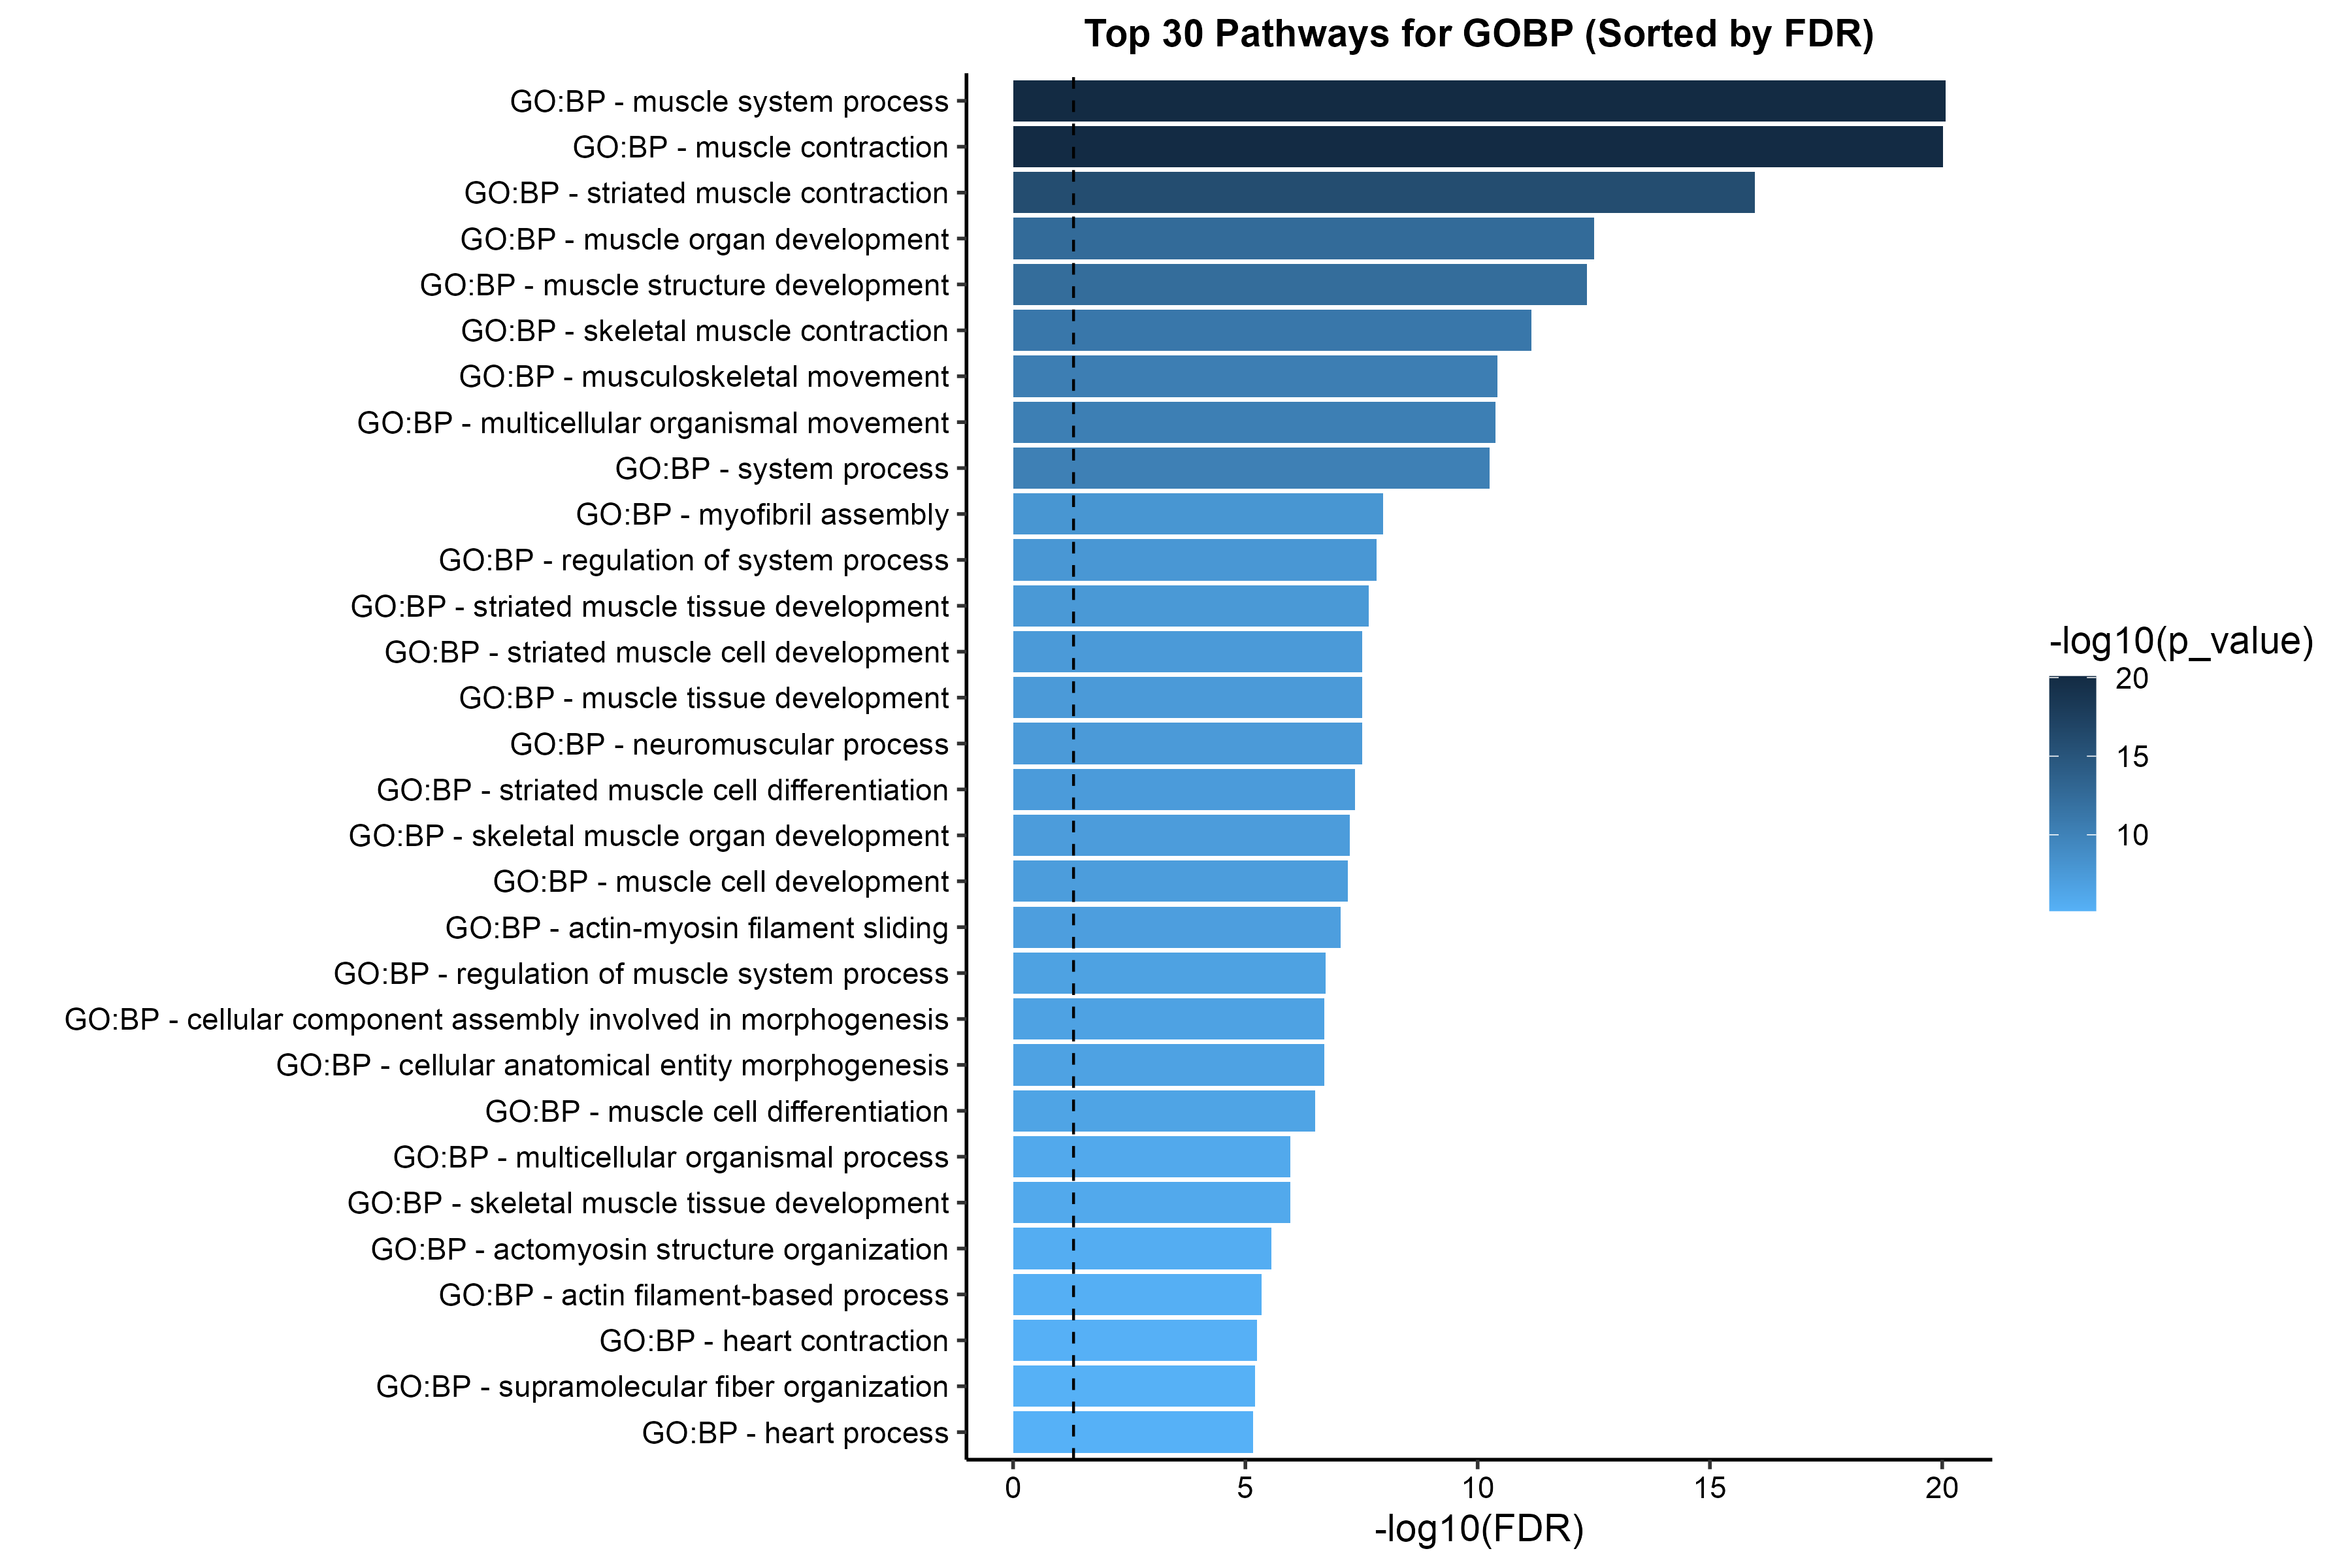 Top 30 Pathways for GOBP (Sorted by FDR)
GO:BP - muscle system process
GO:BP - muscle contraction
GO:BP - striated muscle contraction
GO:BP - muscle organ development
GO:BP - muscle structure development
GO:BP - skeletal muscle contraction
GO:BP - musculoskeletal movement
GO:BP - multicellular organismal movement
GO:BP - system process
GO:BP - myofibril assembly
GO:BP - regulation of system process
GO:BP - striated muscle tissue development
GO:BP - striated muscle cell development
GO:BP - muscle tissue development
GO:BP - neuromuscular process
GO:BP - striated muscle cell differentiation
GO:BP - skeletal muscle organ development
GO:BP - muscle cell development
GO:BP - actin-myosin filament sliding
GO:BP - regulation of muscle system process
GO:BP - cellular component assembly involved in morphogenesis
GO:BP - cellular anatomical entity morphogenesis
GO:BP - muscle cell differentiation
GO:BP - multicellular organismal process
GO:BP - skeletal muscle tissue development
GO:BP - actomyosin structure organization
GO:BP - actin filament-based process
GO:BP - heart contraction
GO:BP - supramolecular fiber organization
GO:BP - heart process
0 5 10 15 20
-log10(FDR)
-log10(p_value)
20
15
10